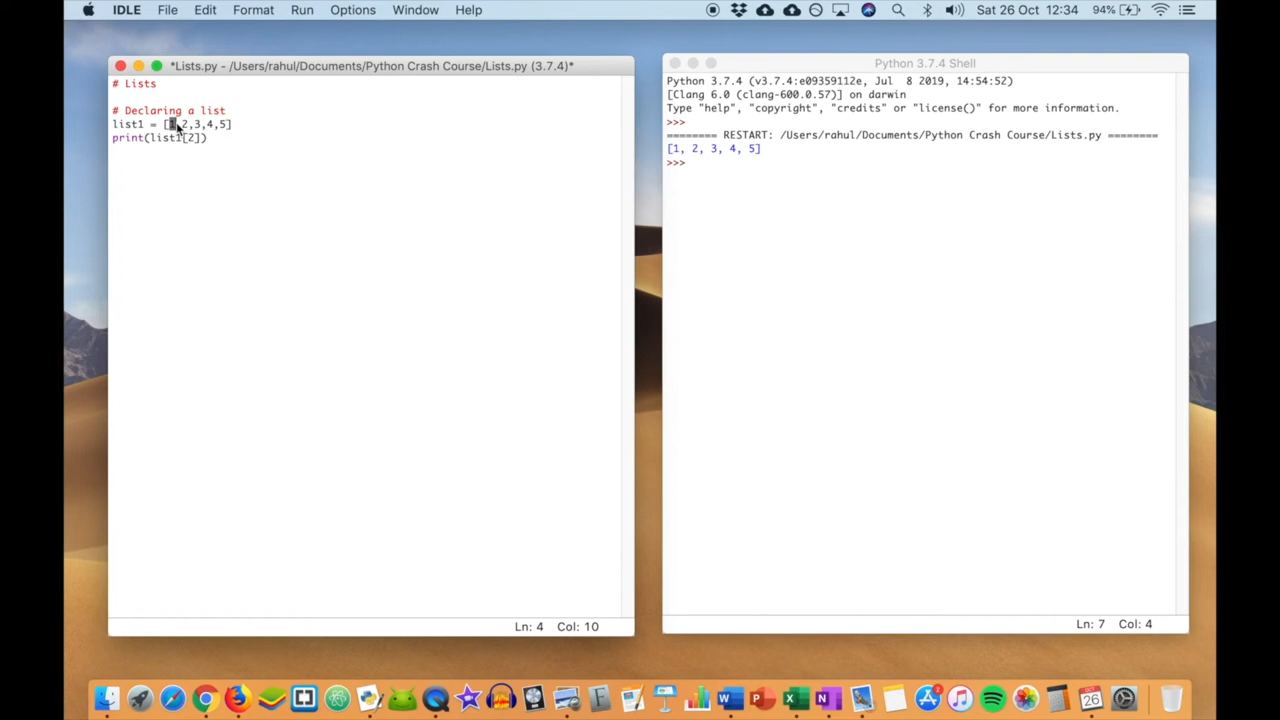 IDLE File Edit Format Run Options Window Help Sat 26 Oct 12:34 94%
*Lists.py - /Users/rahul/Documents/Python Crash Course/Lists.py (3.7.4)*
# Lists
# Declaring a list
list1 = [1,2,3,4,5]
print(list1[2])
Ln: 4 Col: 10
Python 3.7.4 Shell
Python 3.7.4 (v3.7.4:e09359112e, Jul 8 2019, 14:54:52)
[Clang 6.0 (clang-600.0.57)] on darwin
Type "help", "copyright", "credits" or "license()" for more information.
>>>
======== RESTART: /Users/rahul/Documents/Python Crash Course/Lists.py ========
[1, 2, 3, 4, 5]
>>>
Ln: 7 Col: 4
OCT
26